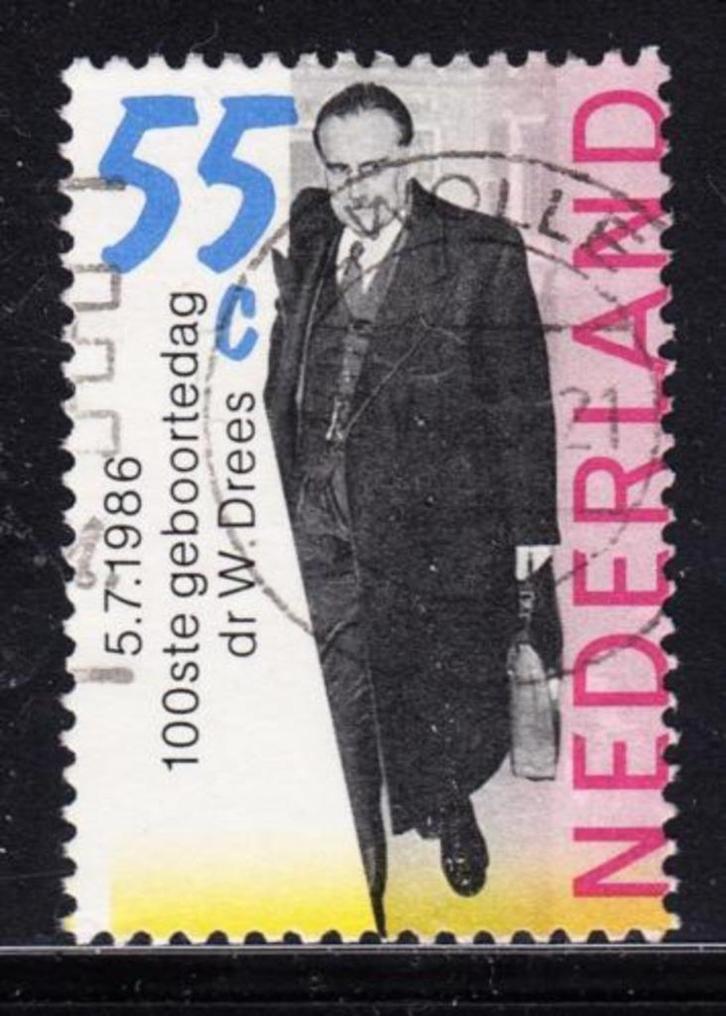 55
c
5.7.1986
100ste geboortedag
dr W. Drees
NEDERLAND